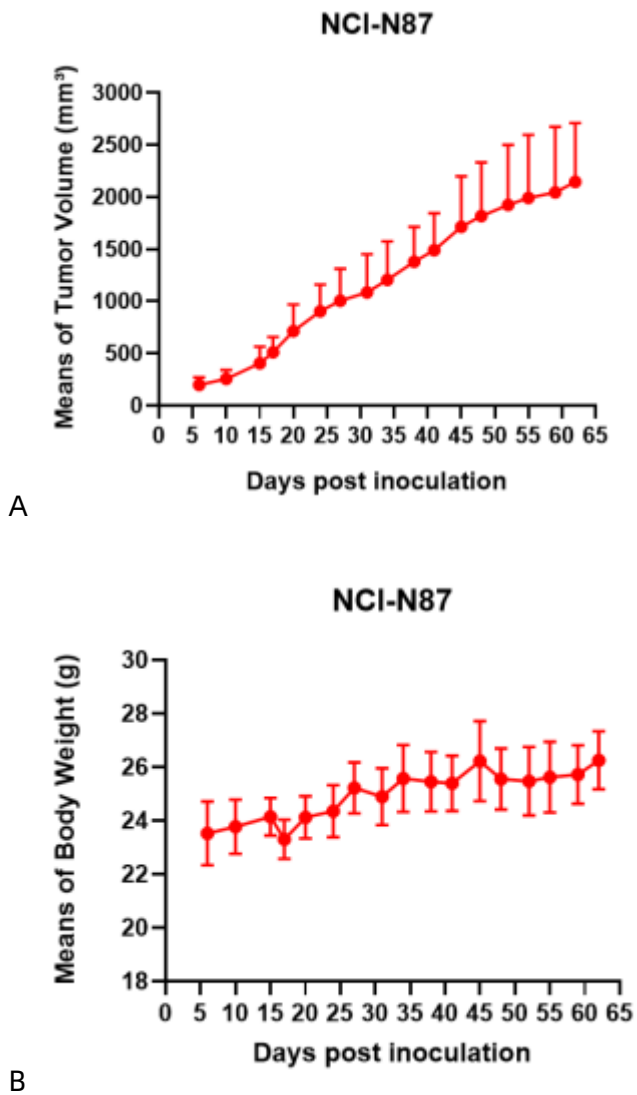 NCI-N87
Means of Tumor Volume (mm³)
3000
2500
2000
1500
1000
500
0
0 5 10 15 20 25 30 35 40 45 50 55 60 65
Days post inoculation
A
NCI-N87
Means of Body Weight (g)
30
28
26
24
22
20
18
0 5 10 15 20 25 30 35 40 45 50 55 60 65
Days post inoculation
B